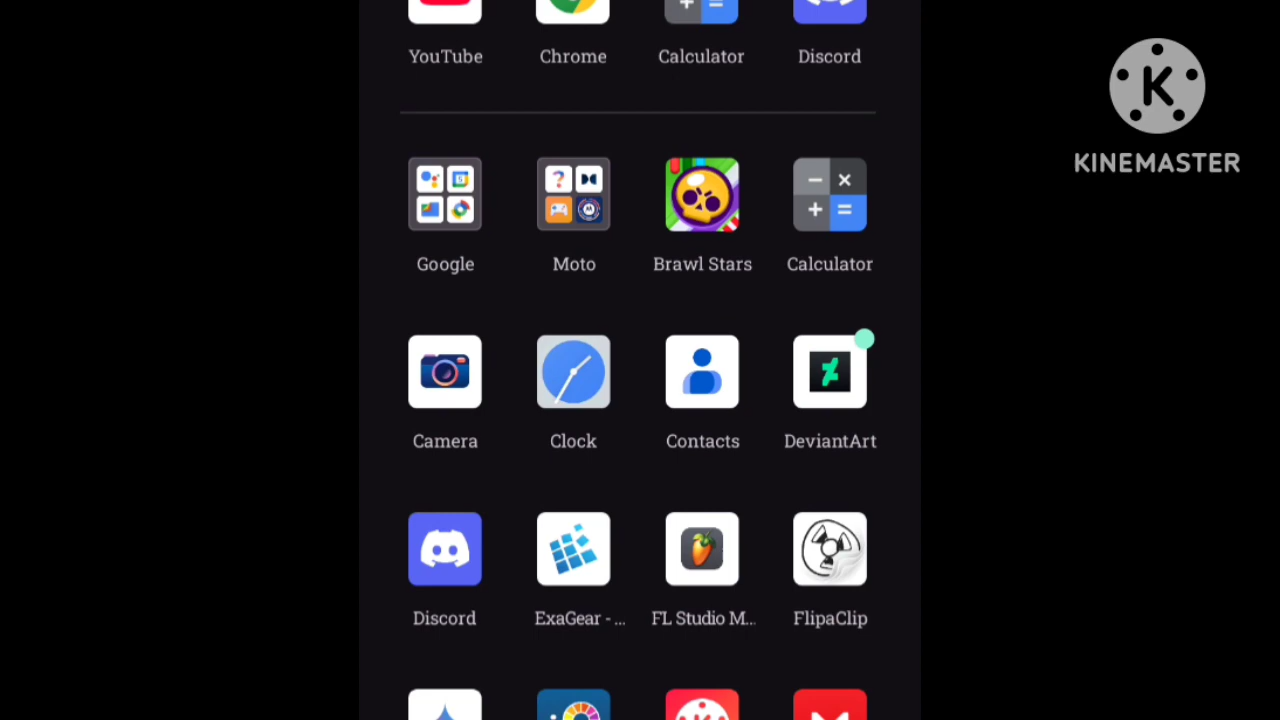 YouTube Chrome Calculator Discord
KINEMASTER
Google Moto Brawl Stars Calculator
Camera Clock Contacts DeviantArt
Discord ExaGear - ... FL Studio M... FlipaClip